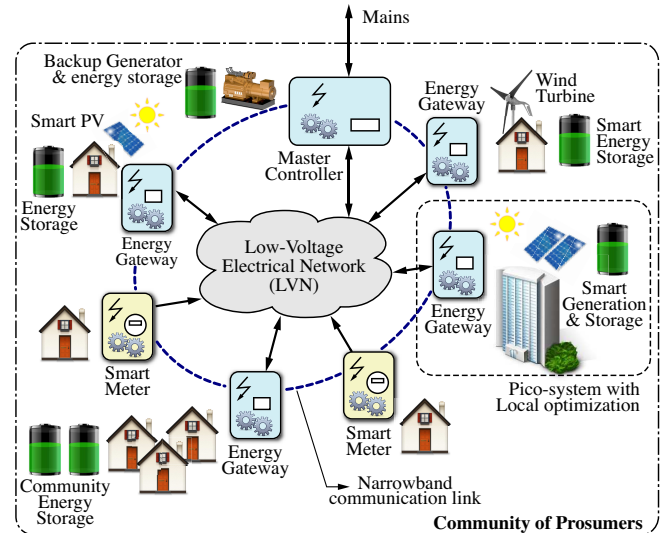 Mains
Backup Generator
& energy storage
Energy
Gateway
Wind
Turbine
Smart PV
Master
Controller
Smart
Energy
Storage
Energy
Storage
Energy
Gateway
Low-Voltage
Electrical Network
(LVN)
Energy
Gateway
Smart
Generation
& Storage
Smart
Meter
Pico-system with
Local optimization
Energy
Gateway
Smart
Meter
Community
Energy
Storage
Narrowband
communication link
Community of Prosumers